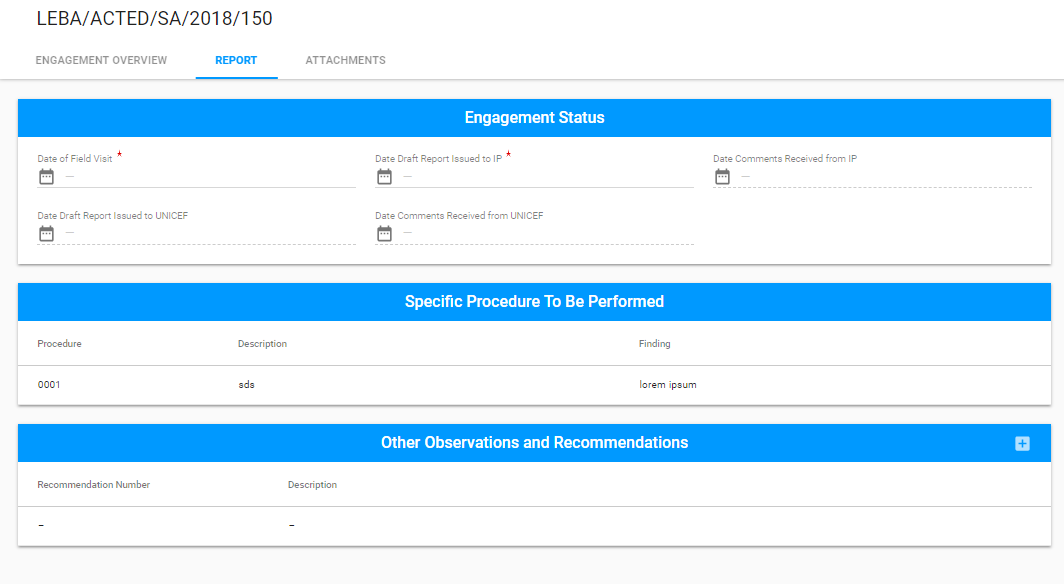 LEBA/ACTED/SA/2018/150
ENGAGEMENT OVERVIEW REPORT ATTACHMENTS
Engagement Status
Date of Field Visit * Date Draft Report Issued to IP * Date Comments Received from IP
— — —
Date Draft Report Issued to UNICEF Date Comments Received from UNICEF
— —
Specific Procedure To Be Performed
Procedure Description Finding
0001 sds lorem ipsum
Other Observations and Recommendations
Recommendation Number Description
– –